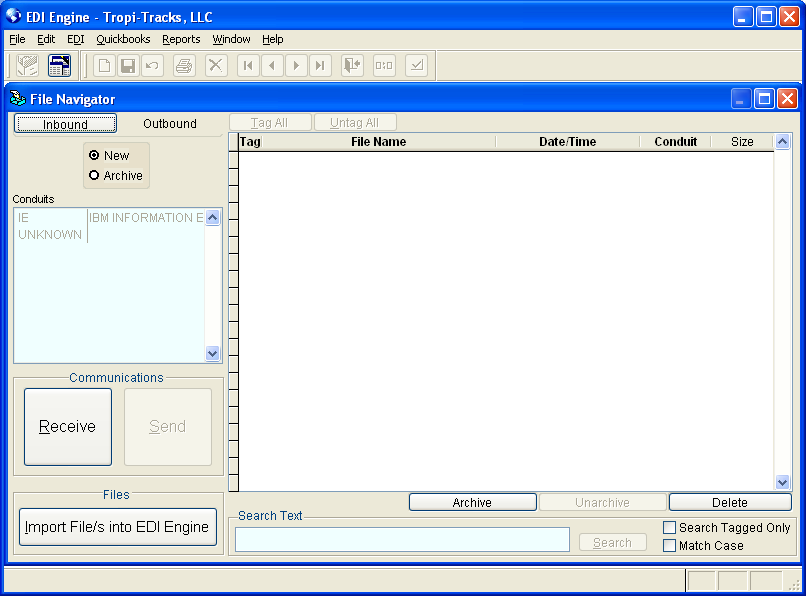 EDI Engine - Tropi-Tracks, LLC
File Edit EDI Quickbooks Reports Window Help
File Navigator
Inbound Outbound Tag All Untag All
Tag File Name Date/Time Conduit Size
New
Archive
Conduits
IE IBM INFORMATION E
UNKNOWN
Communications
Receive Send
Files
Import File/s into EDI Engine
Archive Unarchive Delete
Search Text
Search
Search Tagged Only
Match Case